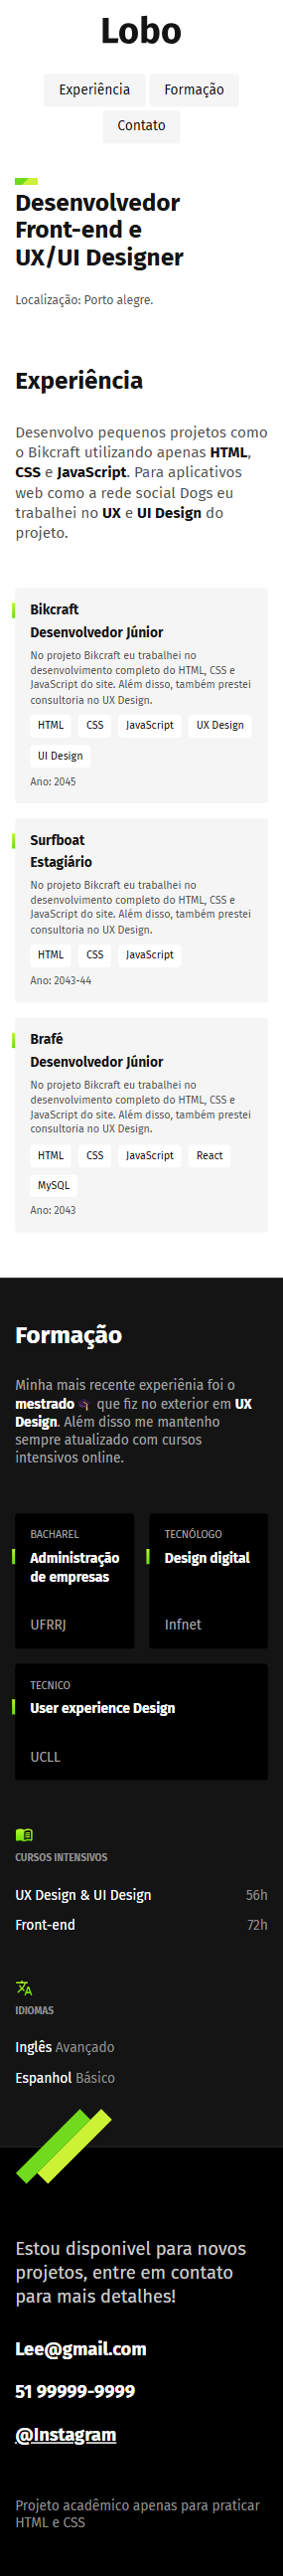 Lobo
Experiência
Formação
Contato
Desenvolvedor
Front-end e
UX/UI Designer
Localização: Porto alegre.
Experiência
Desenvolvo pequenos projetos como
o Bikcraft utilizando apenas HTML,
CSS e JavaScript. Para aplicativos
web como a rede social Dogs eu
trabalhei no UX e UI Design do
projeto.
Bikcraft
Desenvolvedor Júnior
No projeto Bikcraft eu trabalhei no
desenvolvimento completo do HTML, CSS e
JavaScript do site. Além disso, também prestei
consultoria no UX Design.
HTML CSS JavaScript UX Design
UI Design
Ano: 2045
Surfboat
Estagiário
No projeto Bikcraft eu trabalhei no
desenvolvimento completo do HTML, CSS e
JavaScript do site. Além disso, também prestei
consultoria no UX Design.
HTML CSS JavaScript
Ano: 2043-44
Brafé
Desenvolvedor Júnior
No projeto Bikcraft eu trabalhei no
desenvolvimento completo do HTML, CSS e
JavaScript do site. Além disso, também prestei
consultoria no UX Design.
HTML CSS JavaScript React
MySQL
Ano: 2043
Formação
Minha mais recente experiênia foi o
mestrado que fiz no exterior em UX
Design. Além disso me mantenho
sempre atualizado com cursos
intensivos online.
BACHAREL
Administração
de empresas
UFRRJ
TECNÓLOGO
Design digital
Infnet
TECNICO
User experience Design
UCLL
CURSOS INTENSIVOS
UX Design & UI Design 56h
Front-end 72h
IDIOMAS
Inglês Avançado
Espanhol Básico
Estou disponivel para novos
projetos, entre em contato
para mais detalhes!
Lee@gmail.com
51 99999-9999
@Instagram
Projeto acadêmico apenas para praticar
HTML e CSS